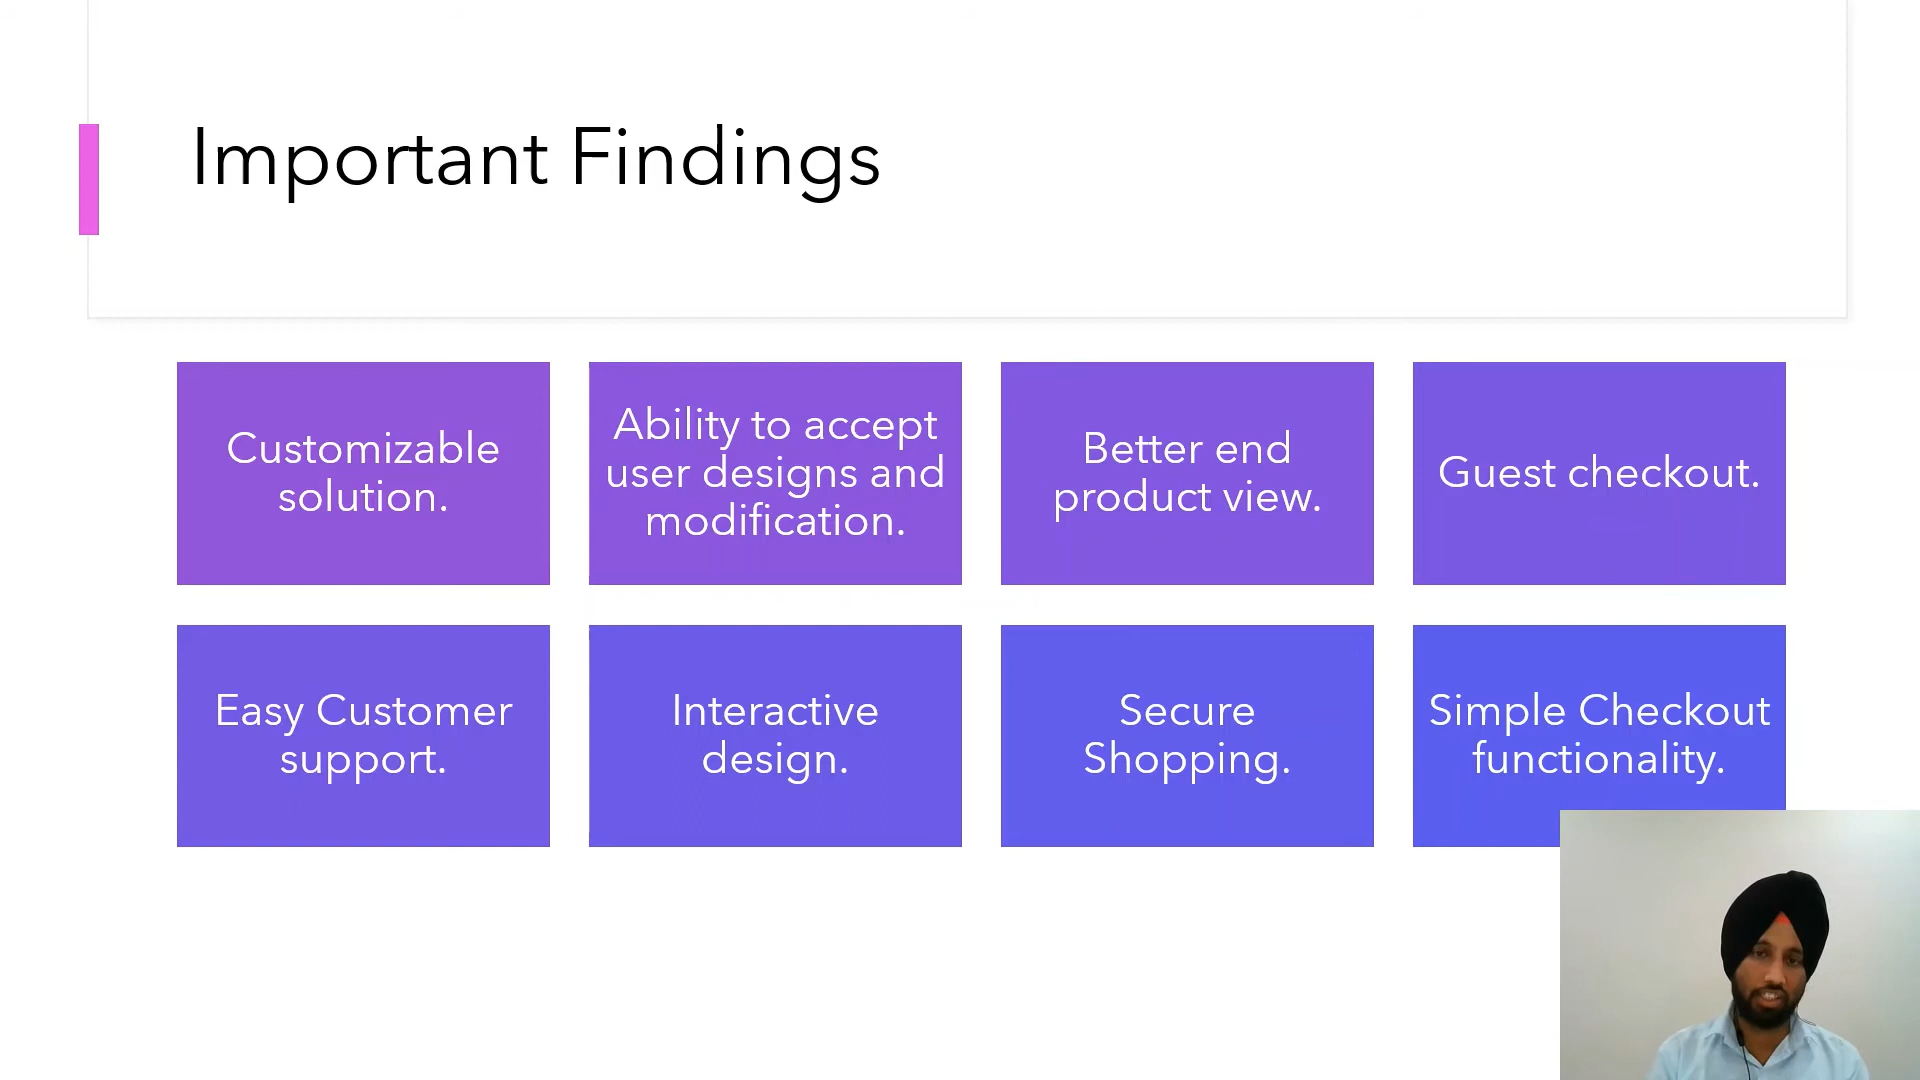 Important Findings
Customizable
solution.
Ability to accept
user designs and
modification.
Better end
product view.
Guest checkout.
Easy Customer
support.
Interactive
design.
Secure
Shopping.
Simple Checkout
functionality.